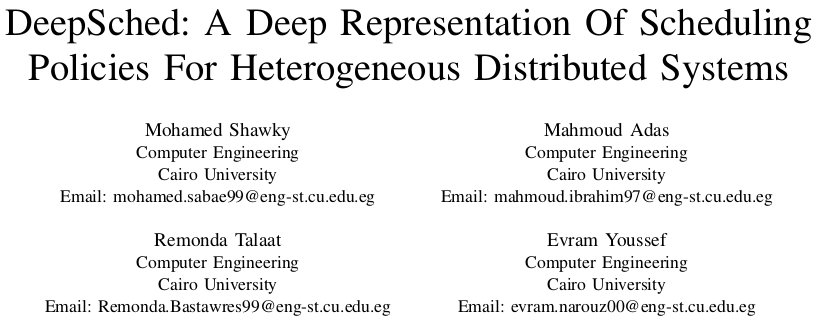 DeepSched: A Deep Representation Of Scheduling
Policies For Heterogeneous Distributed Systems
Mohamed Shawky
Computer Engineering
Cairo University
Email: mohamed.sabae99@eng-st.cu.edu.eg
Mahmoud Adas
Computer Engineering
Cairo University
Email: mahmoud.ibrahim97@eng-st.cu.edu.eg
Remonda Talaat
Computer Engineering
Cairo University
Email: Remonda.Bastawres99@eng-st.cu.edu.eg
Evram Youssef
Computer Engineering
Cairo University
Email: evram.narouz00@eng-st.cu.edu.eg